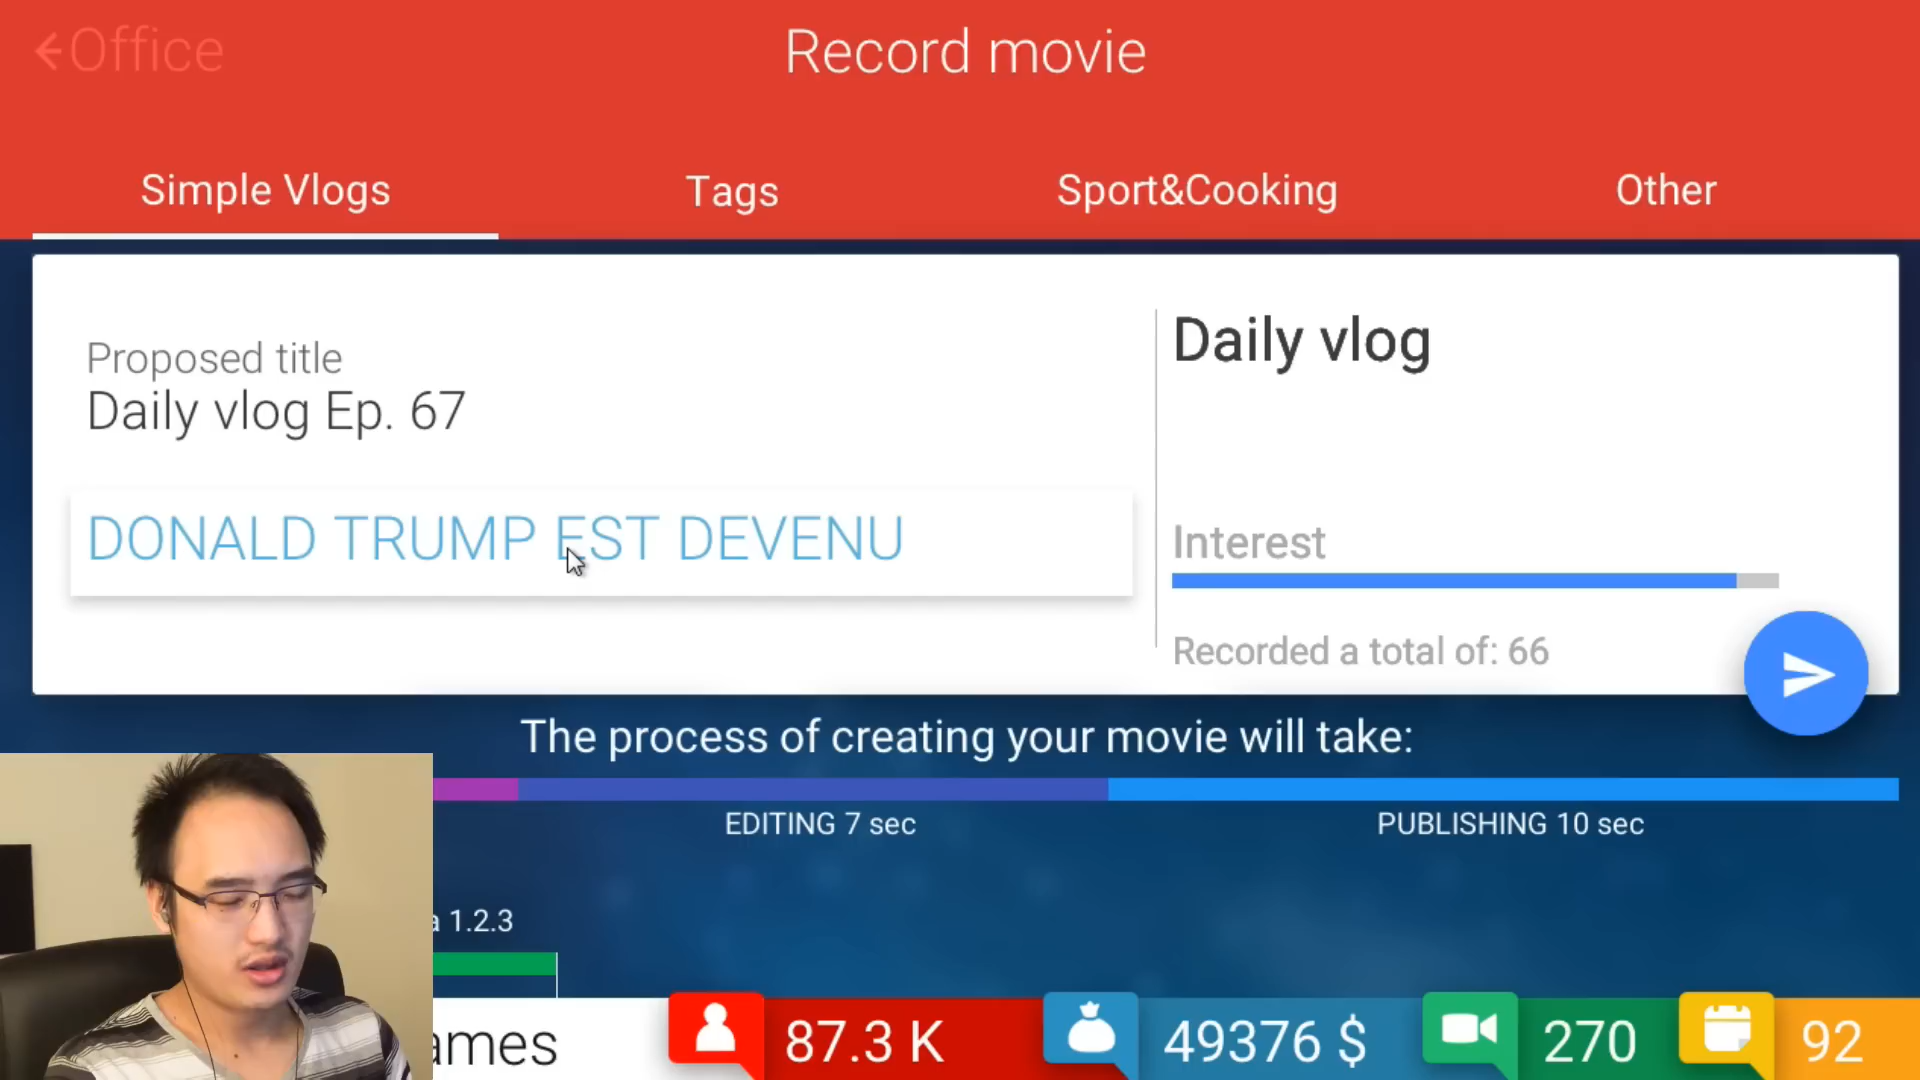 Office
Record movie
Simple Vlogs
Tags
Sport&Cooking
Other
Proposed title
Daily vlog Ep. 67
DONALD TRUMP EST DEVENU
Daily vlog
Interest
Recorded a total of: 66
The process of creating your movie will take:
EDITING 7 sec
PUBLISHING 10 sec
a 1.2.3
ames
87.3 K
49376 $
270
92